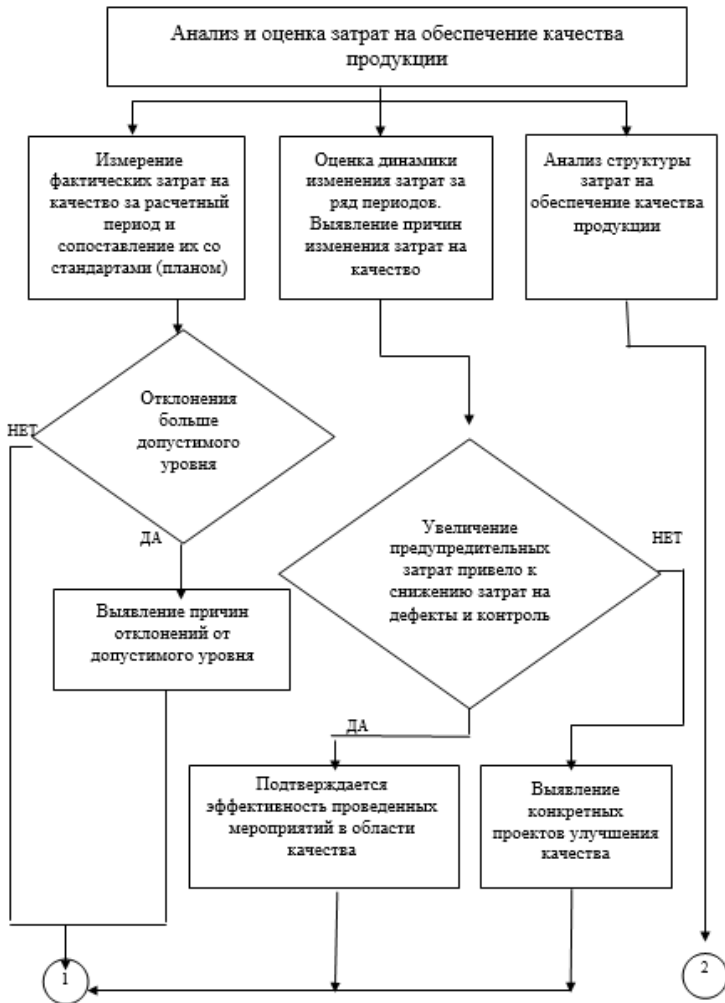 Анализ и оценка затрат на обеспечение качества
продукции
Измерение
фактических затрат на
качество за расчетный
период и
сопоставление их со
стандартами (планом)
Оценка динамики
изменения затрат за
ряд периодов.
Выявление причин
изменения затрат на
качество
Анализ структуры
затрат на
обеспечение качества
продукции
Отклонения
больше
допустимого
уровня
НЕТ
ДА
Выявление причин
отклонений от
допустимого уровня
Увеличение
предупредительных
затрат привело к
снижению затрат на
дефекты и контроль
НЕТ
ДА
Подтверждается
эффективность проведенных
мероприятий в области
качества
Выявление
конкретных
проектов улучшения
качества
1
2